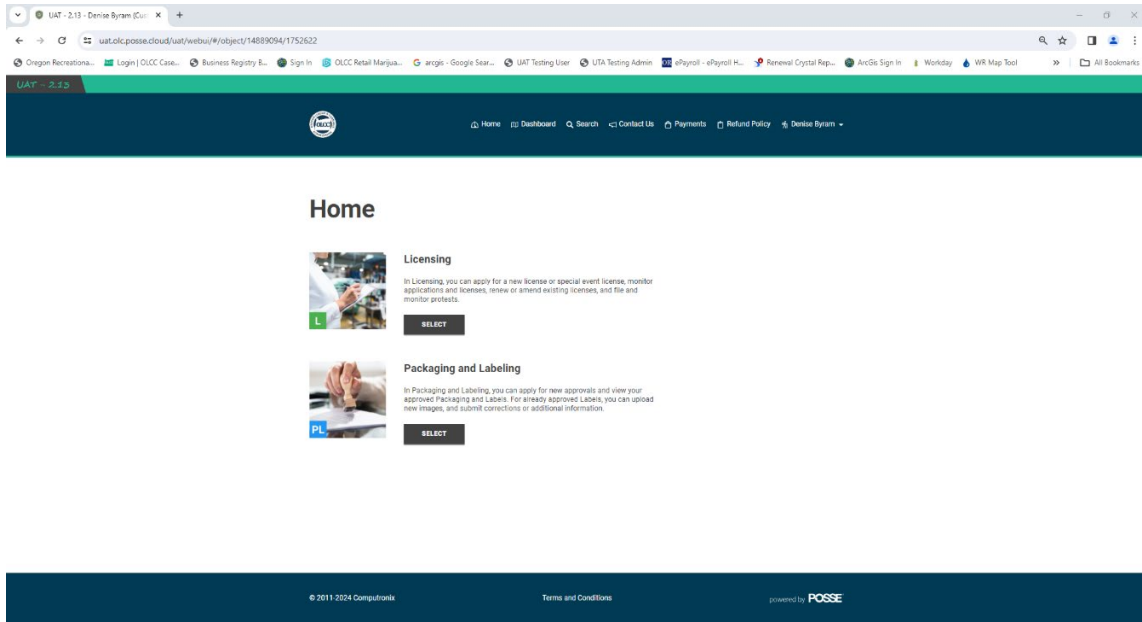 UAT - 2.13 - Denise Byram (Cus
uat.olc.posse.cloud/uat/webui/#/object/14889094/1752622
Oregon Recreationa... Login | OLCC Case... Business Registry B... Sign In OLCC Retail Marijua... arcgis - Google Sear... UAT Testing User UTA Testing Admin ePayroll - ePayroll H... Renewal Crystal Rep... ArcGis Sign In Workday WR Map Tool All Bookmarks
UAT - 2.13
OLCC
Home Dashboard Search Contact Us Payments Refund Policy Denise Byram
Home
Licensing
In Licensing, you can apply for a new license or special event license, monitor
applications and licenses, renew or amend existing licenses, and file and
monitor protests.
L
SELECT
Packaging and Labeling
In Packaging and Labeling, you can apply for new approvals and view your
approved Packaging and Labels. For already approved Labels, you can upload
new images, and submit corrections or additional information.
PL
SELECT
© 2011-2024 Computronix Terms and Conditions powered by POSSE